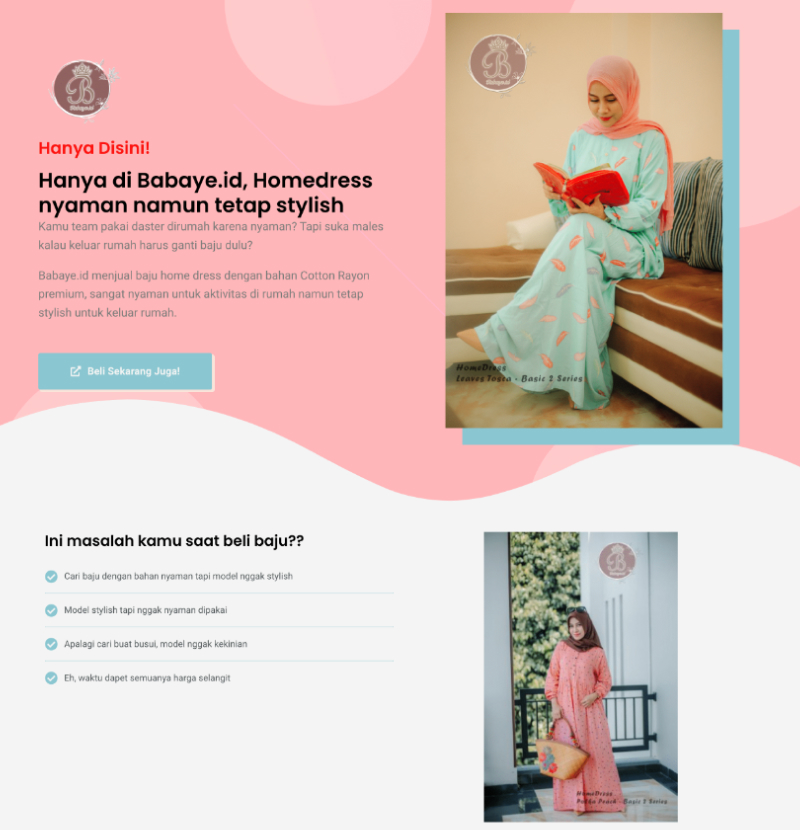 B
Babaye.id
Hanya Disini!
Hanya di Babaye.id, Homedress
nyaman namun tetap stylish
Kamu team pakai daster dirumah karena nyaman? Tapi suka males
kalau keluar rumah harus ganti baju dulu?
Babaye.id menjual baju home dress dengan bahan Cotton Rayon
premium, sangat nyaman untuk aktivitas di rumah namun tetap
stylish untuk keluar rumah.
Beli Sekarang Juga!
B
HomeDress
Leaves Tosca - Basic 2 Series
Ini masalah kamu saat beli baju??
Cari baju dengan bahan nyaman tapi model nggak stylish
Model stylish tapi nggak nyaman dipakai
Apalagi cari buat busui, model nggak kekinian
Eh, waktu dapet semuanya harga selangit
B
HomeDress
Polka Peach - Basic 2 Series